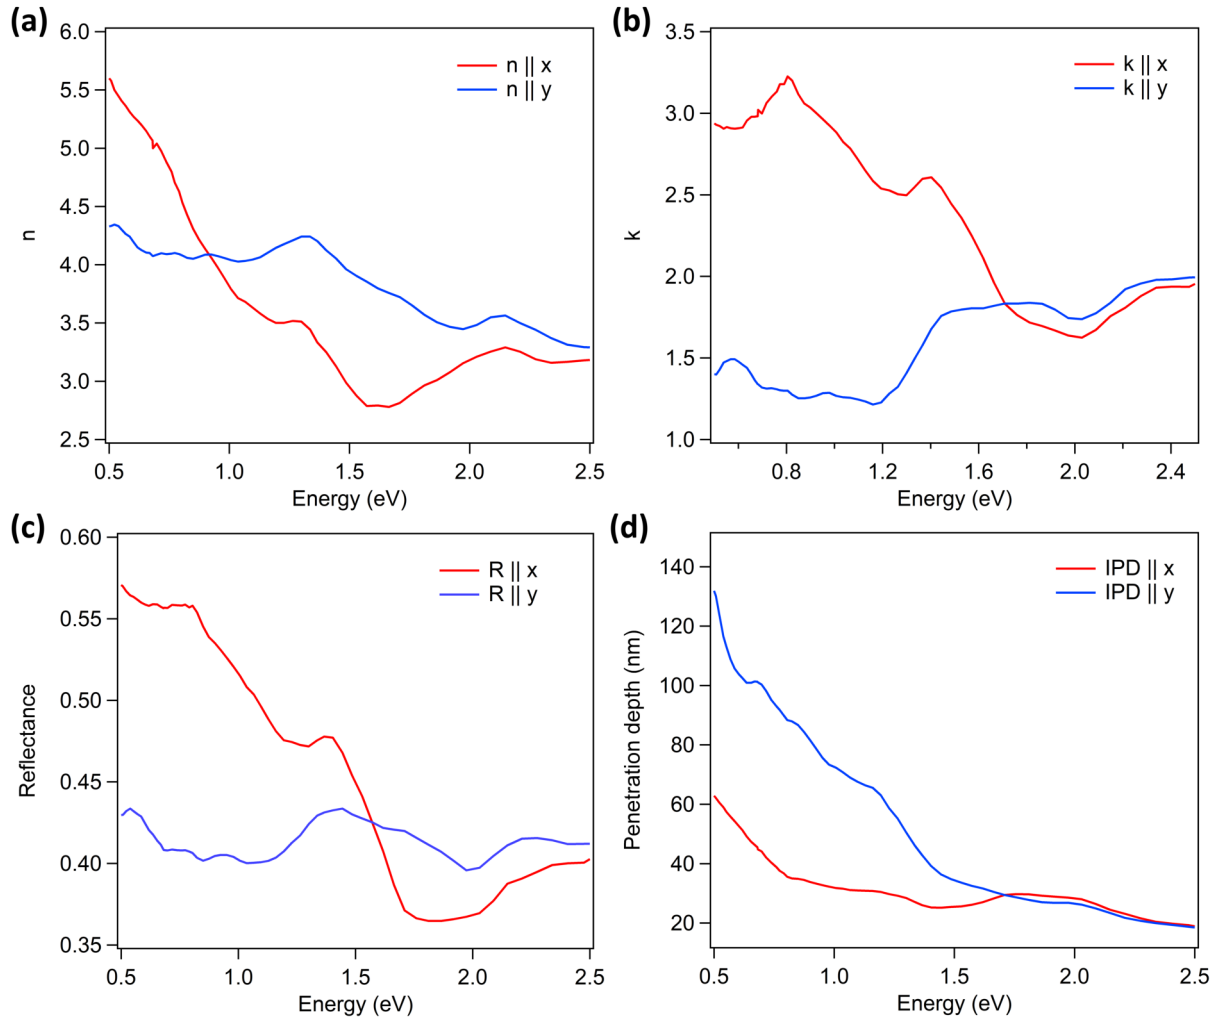 (a)
6.0
5.5
5.0
4.5
4.0
3.5
3.0
2.5
n
n || x
n || y
0.5 1.0 1.5 2.0 2.5
Energy (eV)
(b)
3.5
3.0
2.5
2.0
1.5
1.0
k
k || x
k || y
0.8 1.2 1.6 2.0 2.4
Energy (eV)
(c)
0.60
0.55
0.50
0.45
0.40
0.35
Reflectance
R || x
R || y
0.5 1.0 1.5 2.0 2.5
Energy (eV)
(d)
140
120
100
80
60
40
20
Penetration depth (nm)
IPD || x
IPD || y
0.5 1.0 1.5 2.0 2.5
Energy (eV)